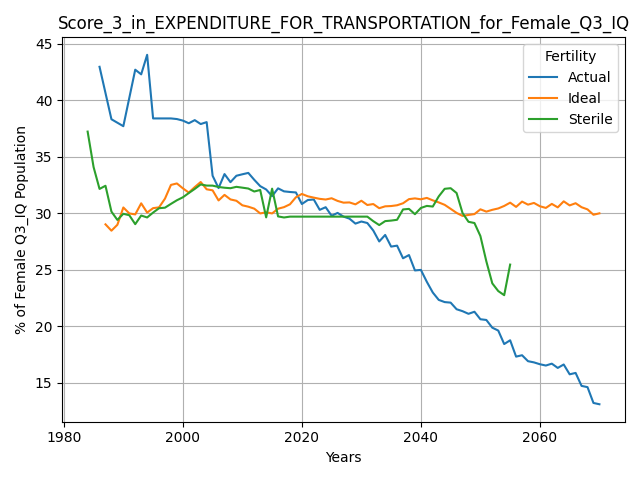 Score_3_in_EXPENDITURE_FOR_TRANSPORTATION_for_Female_Q3_IQ
45
40
35
30
25
20
15
% of Female Q3_IQ Population
Fertility
Actual
Ideal
Sterile
1980 2000 2020 2040 2060
Years